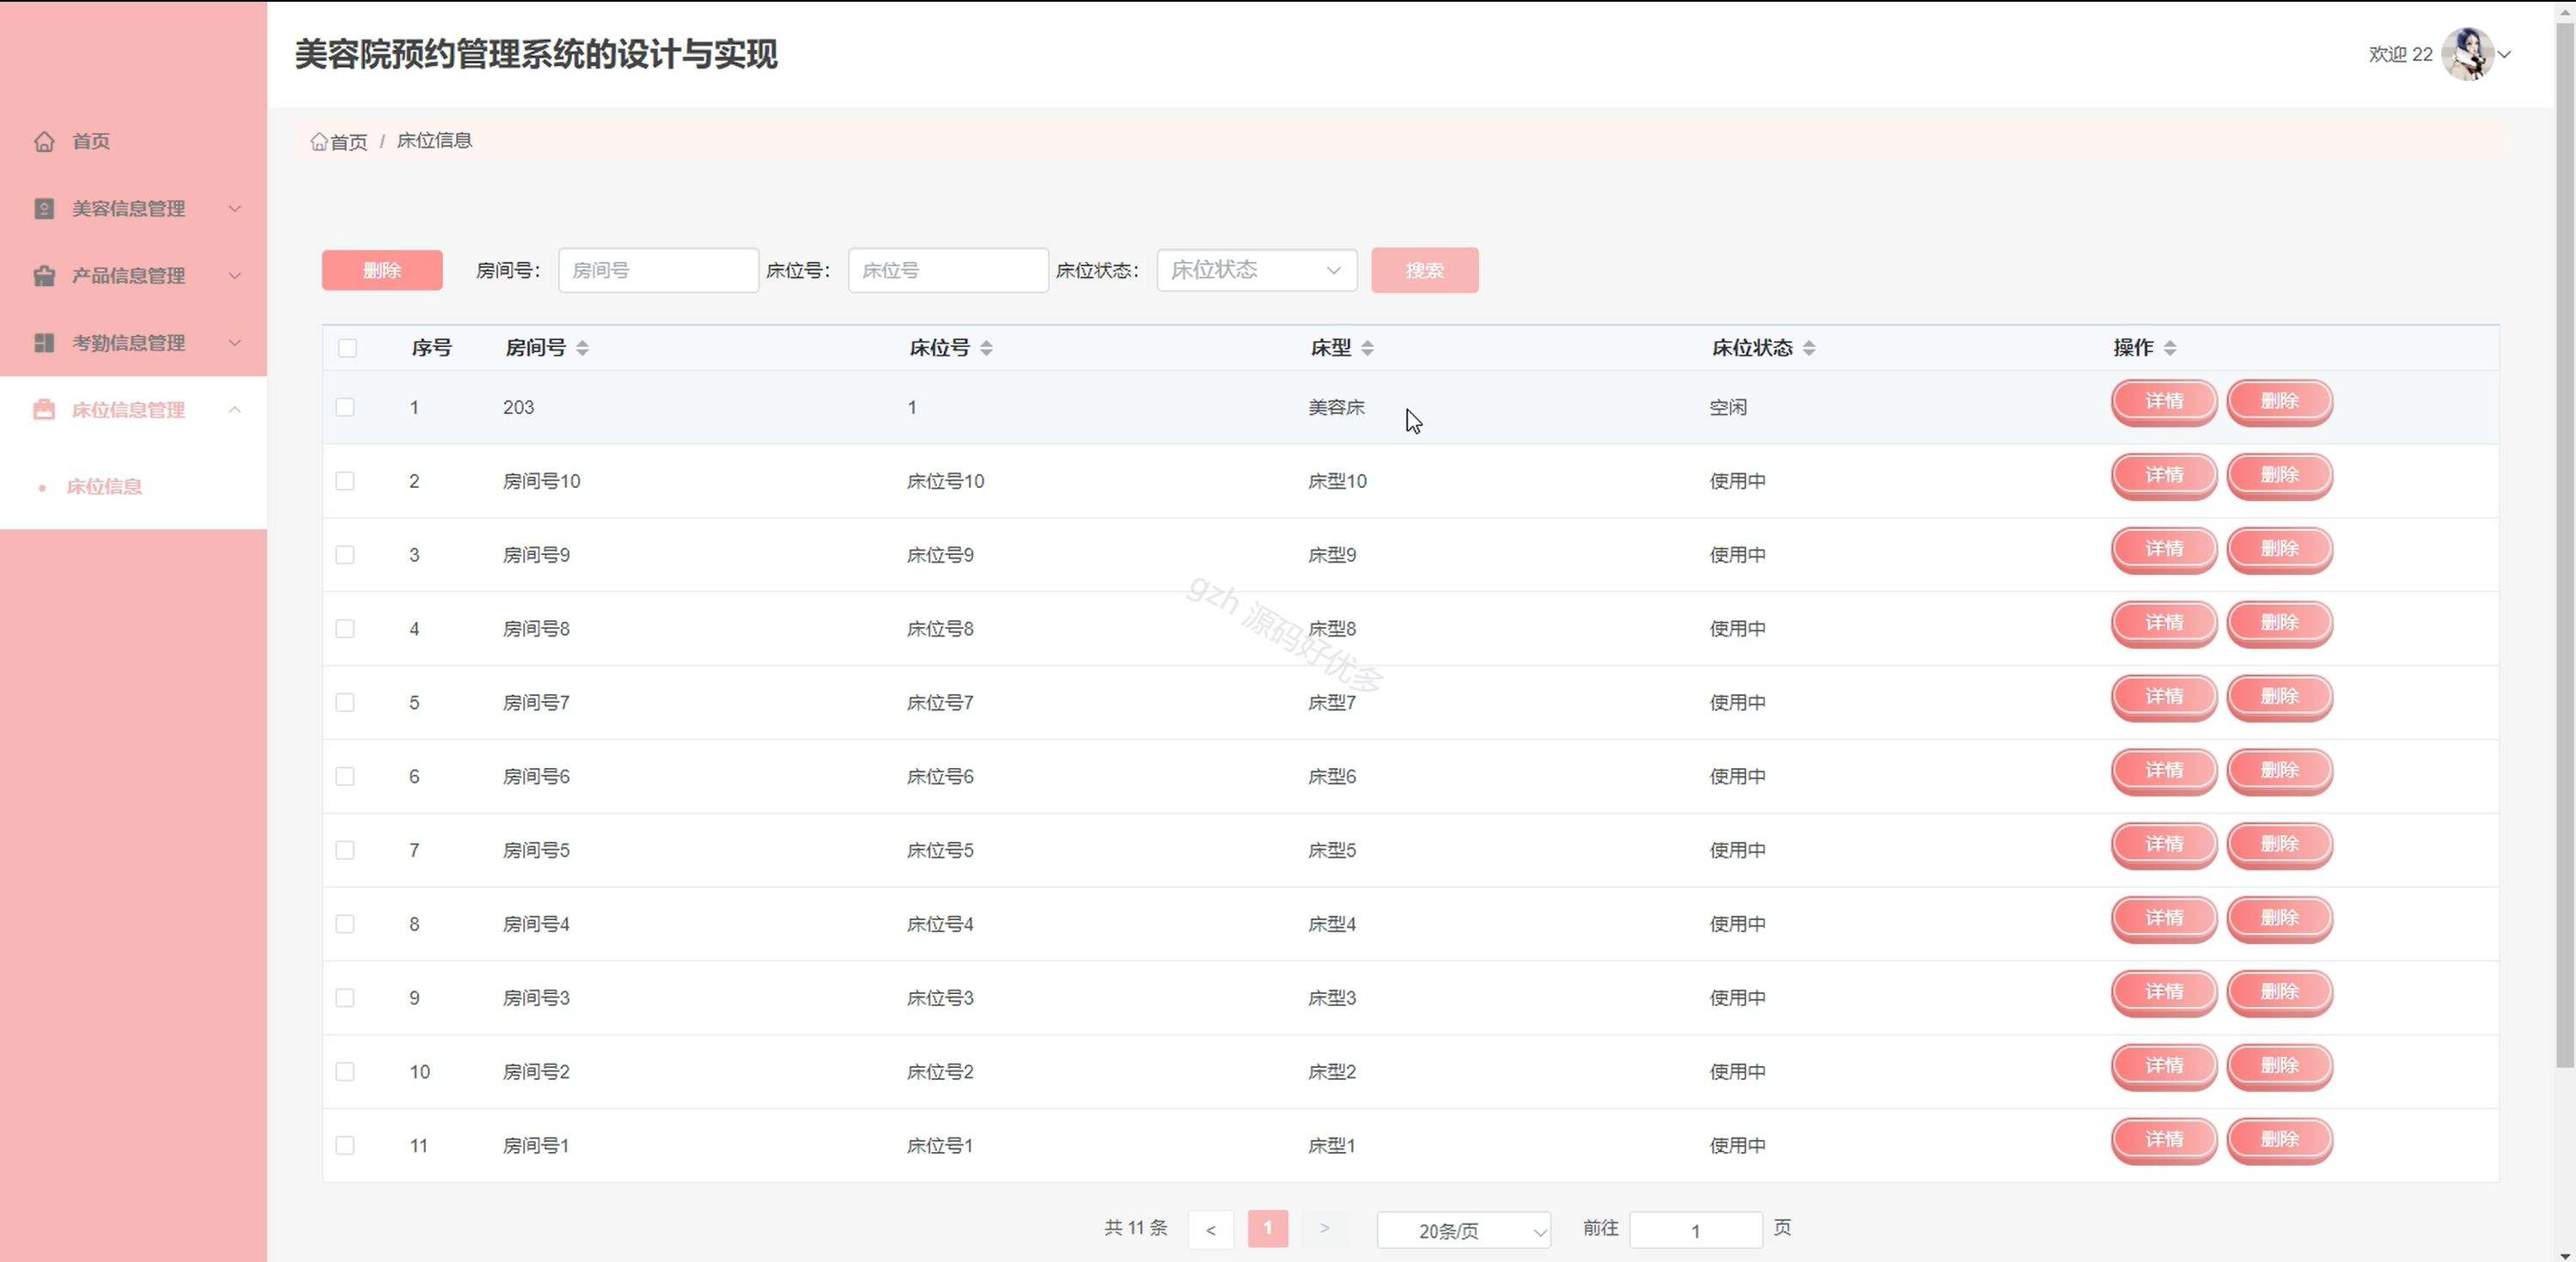 美容院预约管理系统的设计与实现
欢迎 22
首页
美容信息管理
产品信息管理
考勤信息管理
床位信息管理
床位信息
首页 / 床位信息
删除 房间号: 房间号 床位号: 床位号 床位状态: 床位状态 搜索
序号 房间号 床位号 床型 床位状态 操作
1 203 1 美容床 空闲 详情 删除
2 房间号10 床位号10 床型10 使用中 详情 删除
3 房间号9 床位号9 床型9 使用中 详情 删除
4 房间号8 床位号8 床型8 使用中 详情 删除
5 房间号7 床位号7 床型7 使用中 详情 删除
6 房间号6 床位号6 床型6 使用中 详情 删除
7 房间号5 床位号5 床型5 使用中 详情 删除
8 房间号4 床位号4 床型4 使用中 详情 删除
9 房间号3 床位号3 床型3 使用中 详情 删除
10 房间号2 床位号2 床型2 使用中 详情 删除
11 房间号1 床位号1 床型1 使用中 详情 删除
gzh 源码好优多
共 11 条 < 1 > 20条/页 前往 1 页